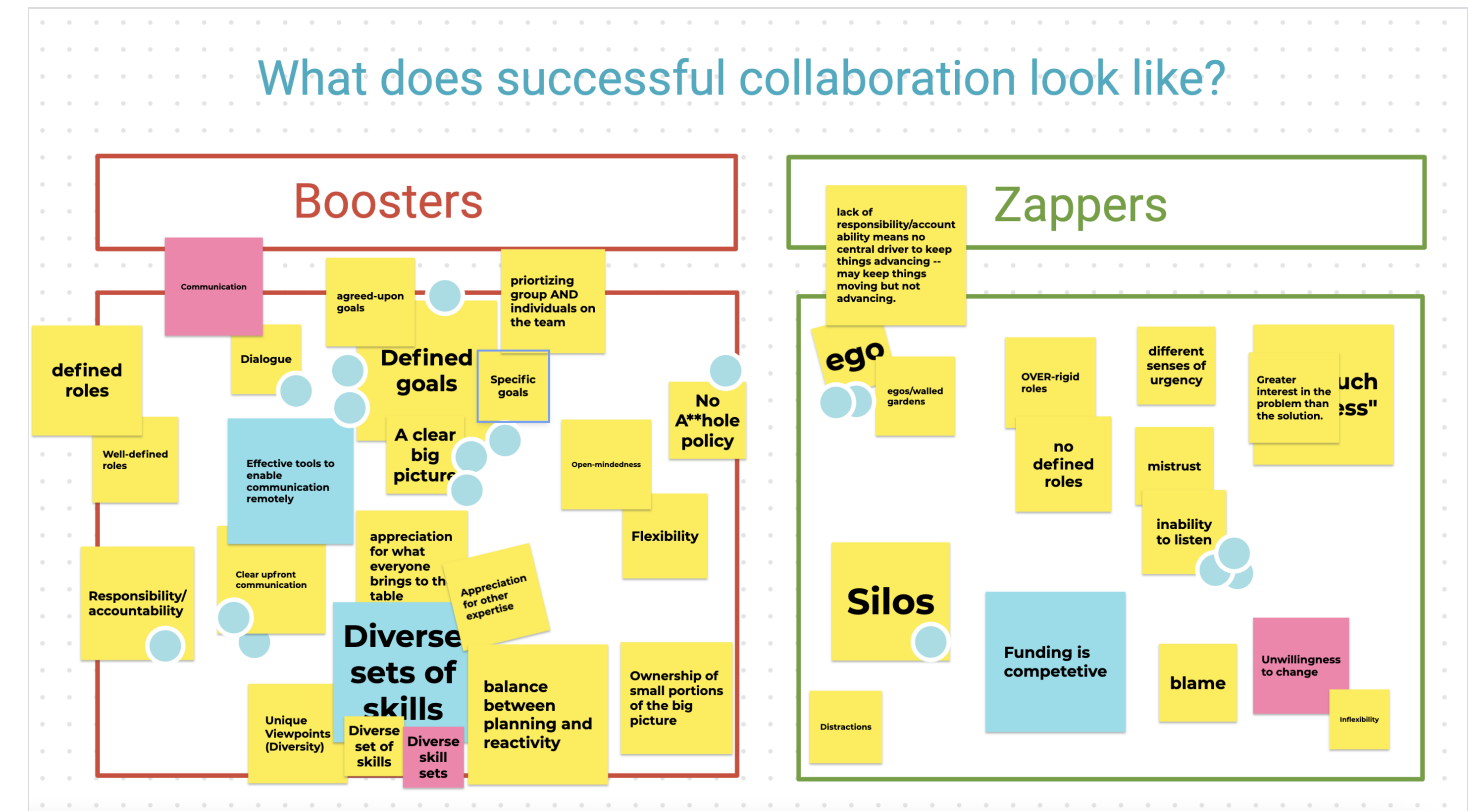 What does successful collaboration look like?
Boosters
Communication
agreed-upon
goals
priortizing
group AND
individuals on
the team
defined
roles
Dialogue
Defined
goals
Specific
goals
No
A**hole
policy
Well-defined
roles
Effective tools to
enable
communication
remotely
A clear
big
picture
Open-mindedness
Flexibility
Responsibility/
accountability
Clear upfront
communication
appreciation
for what
everyone
brings to the
table
Appreciation
for other
expertise
Diverse
sets of
skills
Unique
Viewpoints
(Diversity)
Diverse
set of
skills
Diverse
skill
sets
balance
between
planning and
reactivity
Ownership of
small portions
of the big
picture
Zappers
lack of
responsibility/account
ability means no
central driver to keep
things advancing --
may keep things
moving but not
advancing.
ego
egos/walled
gardens
OVER-rigid
roles
no
defined
roles
different
senses of
urgency
Greater
interest in the
problem than
the solution.
mistrust
inability
to listen
Silos
Funding is
competetive
blame
Unwillingness
to change
Inflexibility
Distractions